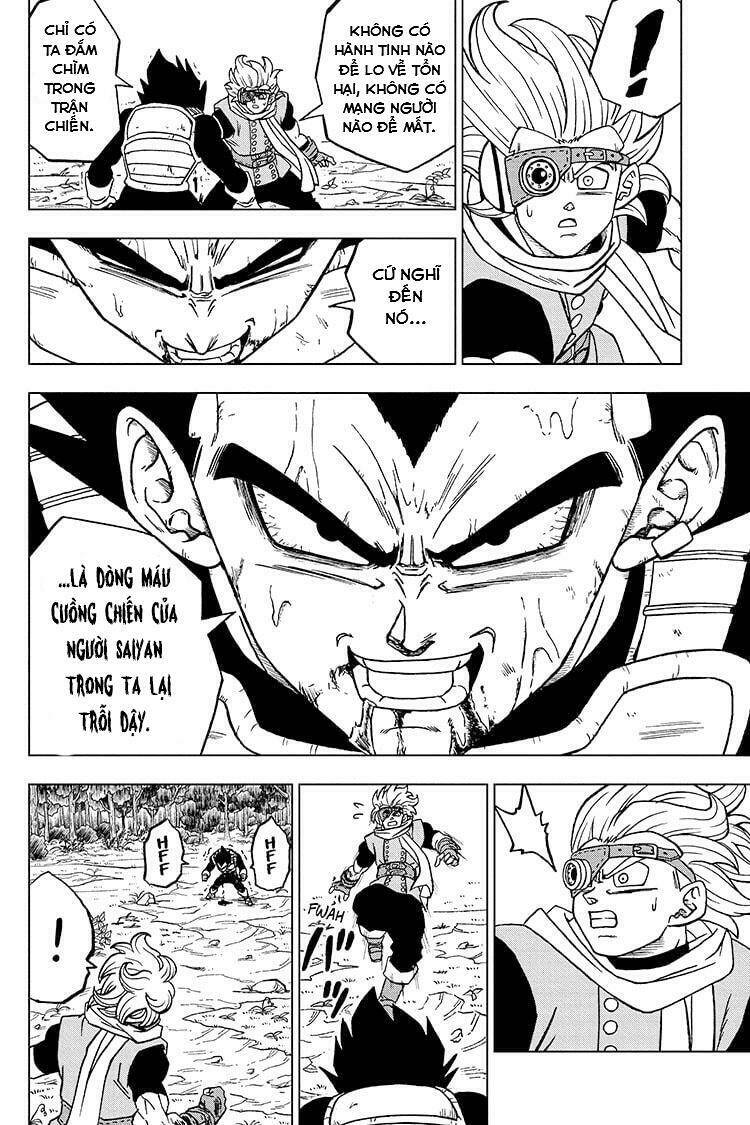 !
KHÔNG CÓ
HÀNH TINH NÀO
ĐỂ LO VỀ TỔN
HẠI, KHÔNG CÓ
MẠNG NGƯỜI
NÀO ĐỂ MẤT.
CHỈ CÓ
TA ĐẮM
CHÌM
TRONG
TRẬN
CHIẾN.
CỨ NGHĨ
ĐẾN
NÓ...
...LÀ DÒNG MÁU
CUỒNG CHIẾN CỦA
NGƯỜI SAIYAN
TRONG TA LẠI
TRỖI DẬY.
FWAH
HFF
HFF
!